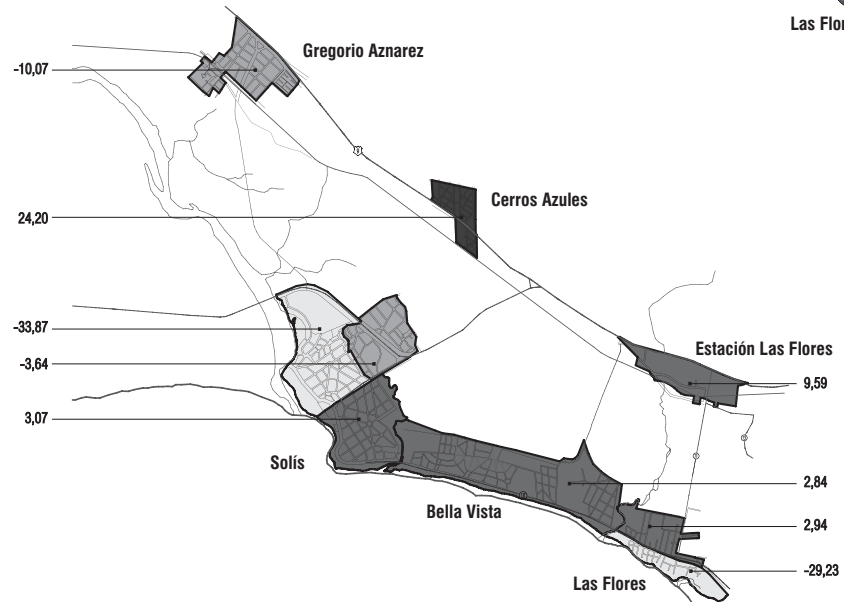 Las Flor
Gregorio Aznarez
-10,07
Cerros Azules
24,20
-33,87
Estación Las Flores
-3,64
9,59
3,07
Solís
2,84
Bella Vista
2,94
-29,23
Las Flores